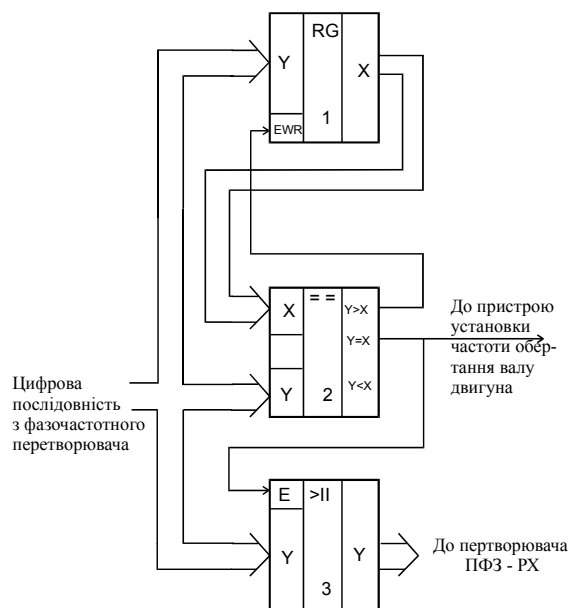 RG
Y
X
EWR
1
= =
X
Y>X
Y=X
Y<X
Y
2
До пристрою
установки
частоти обер-
тання валу
двигуна
Цифрова
послідовність
з фазочастотного
перетворювача
E
>II
Y
Y
3
До пертворювача
ПФЗ - РХ